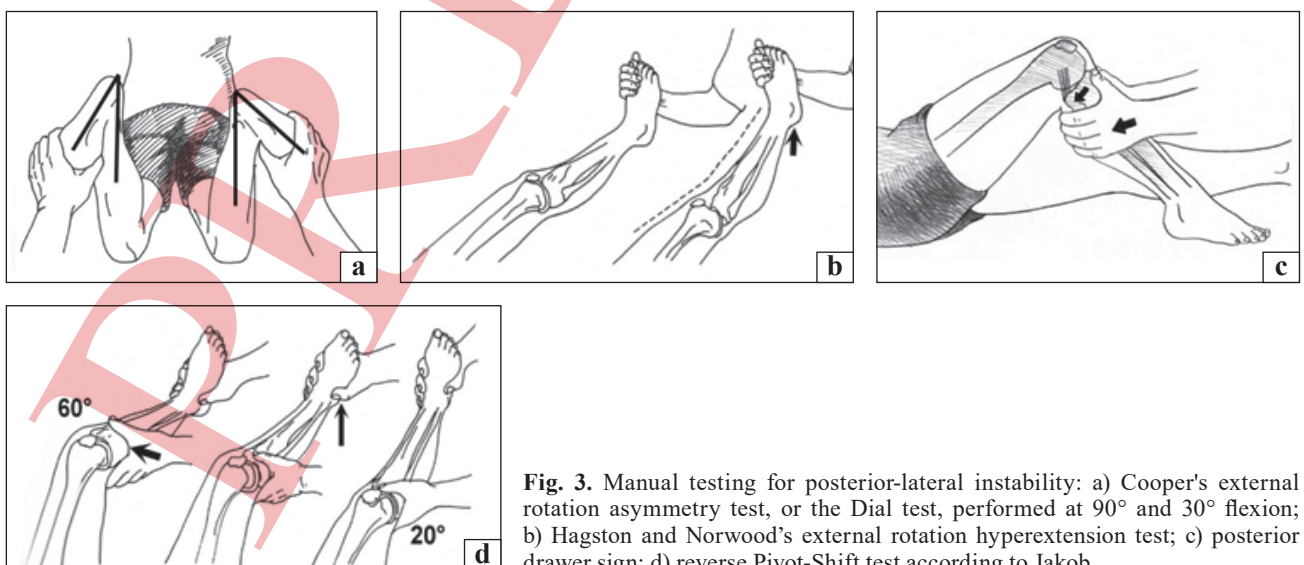 a
b
c
60°
20°
d
Fig. 3. Manual testing for posterior-lateral instability: a) Cooper's external
rotation asymmetry test, or the Dial test, performed at 90° and 30° flexion;
b) Hagston and Norwood’s external rotation hyperextension test; c) posterior
drawer sign; d) reverse Pivot-Shift test according to Jakob